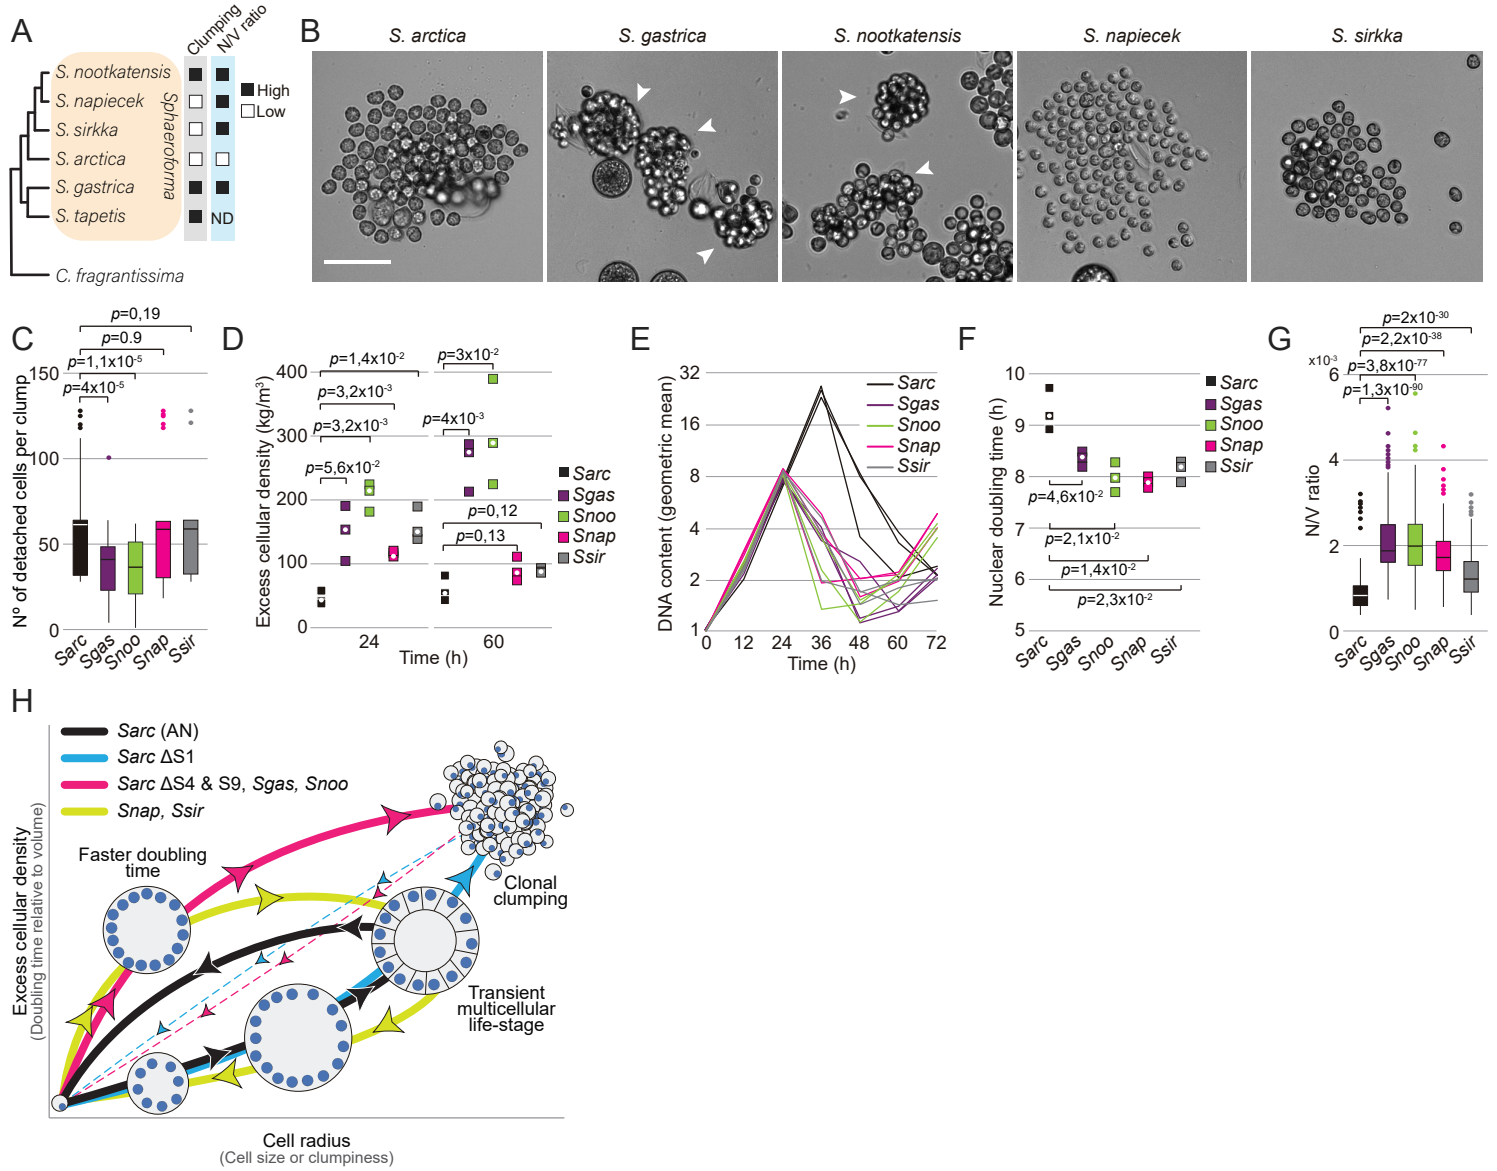 A
Clumping
N/V ratio
S. nootkatensis
S. napiecek
S. sirkka
S. arctica
S. gastrica
S. tapetis
C. fragrantissima
Sphaeroforma
ND
High
Low
B
S. arctica
S. gastrica
S. nootkatensis
S. napiecek
S. sirkka
C
p=0,19
p=0.9
p=1,1x10-5
p=4x10-5
Nº of detached cells per clump
150
100
50
0
Sarc
Sgas
Snoo
Snap
Ssir
D
Excess cellular density (kg/m³)
400
300
200
100
0
p=1,4x10-2
p=3,2x10-3
p=3,2x10-3
p=5,6x10-2
p=3x10-2
p=4x10-3
p=0,12
p=0,13
24
60
Time (h)
Sarc
Sgas
Snoo
Snap
Ssir
E
DNA content (geometric mean)
32
16
8
4
2
1
0
12
24
36
48
60
72
Time (h)
Sarc
Sgas
Snoo
Snap
Ssir
F
Nuclear doubling time (h)
10
9
8
7
6
5
p=4,6x10-2
p=2,1x10-2
p=1,4x10-2
p=2,3x10-2
Sarc
Sgas
Snoo
Snap
Ssir
Sarc
Sgas
Snoo
Snap
Ssir
G
p=2x10-30
p=2,2x10-38
p=3,8x10-77
p=1,3x10-90
x10-3
N/V ratio
6
4
2
0
Sarc
Sgas
Snoo
Snap
Ssir
H
Sarc (AN)
Sarc ΔS1
Sarc ΔS4 & S9, Sgas, Snoo
Snap, Ssir
Excess cellular density
(Doubling time relative to volume)
Faster doubling
time
Clonal
clumping
Transient
multicellular
life-stage
Cell radius
(Cell size or clumpiness)